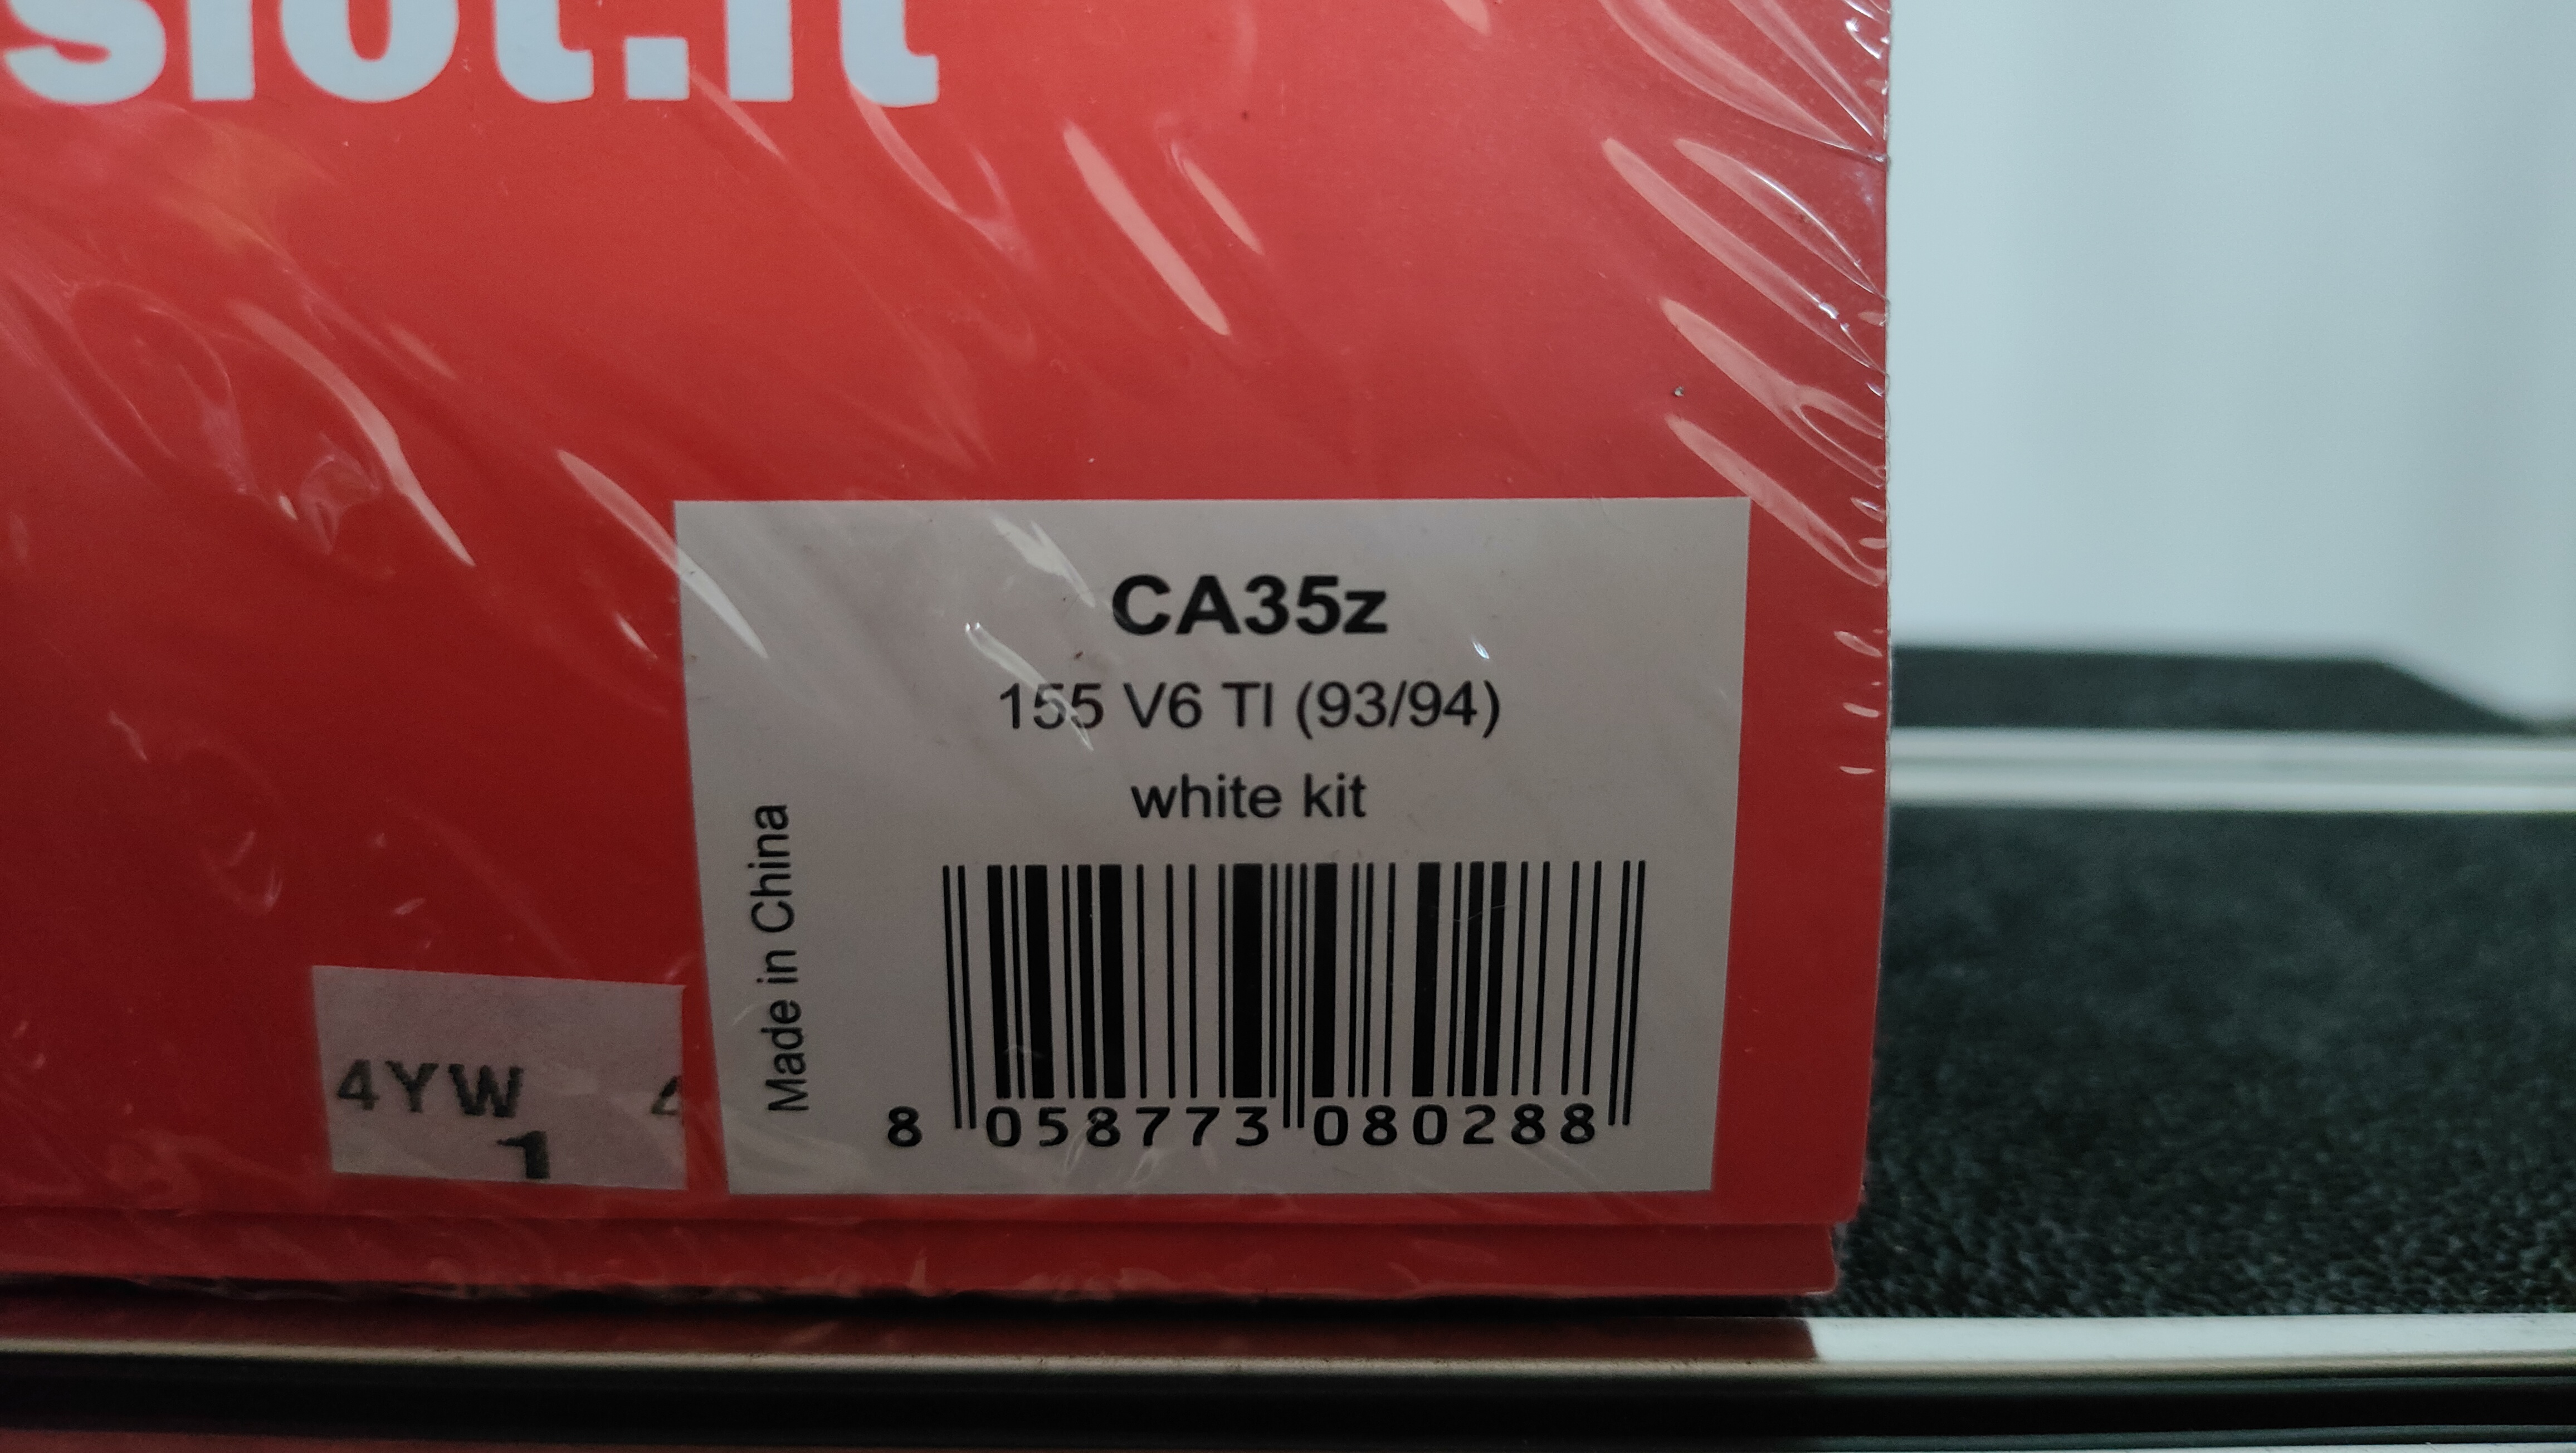 slot.it
CA35z
155 V6 TI (93/94)
white kit
Made in China
8 058773 080288
4YW 4
1